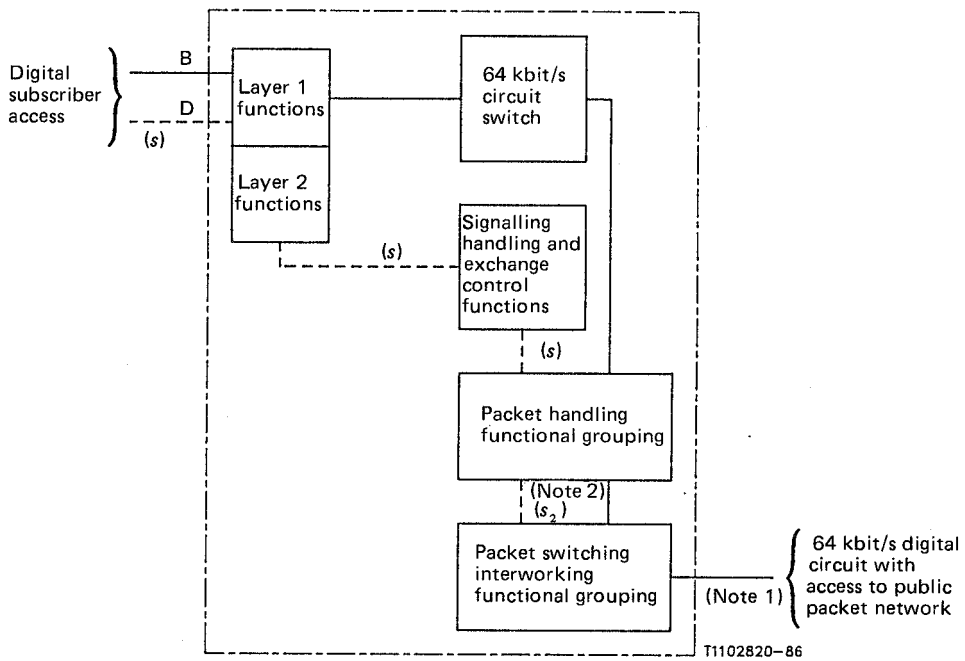 Digital
subscriber
access
B
D
(s)
Layer 1
functions
Layer 2
functions
64 kbit/s
circuit
switch
(s)
Signalling
handling and
exchange
control
functions
(s)
Packet handling
functional grouping
(Note 2)
(s₂)
Packet switching
interworking
functional grouping
(Note 1)
64 kbit/s digital
circuit with
access to public
packet network
T1102820-86